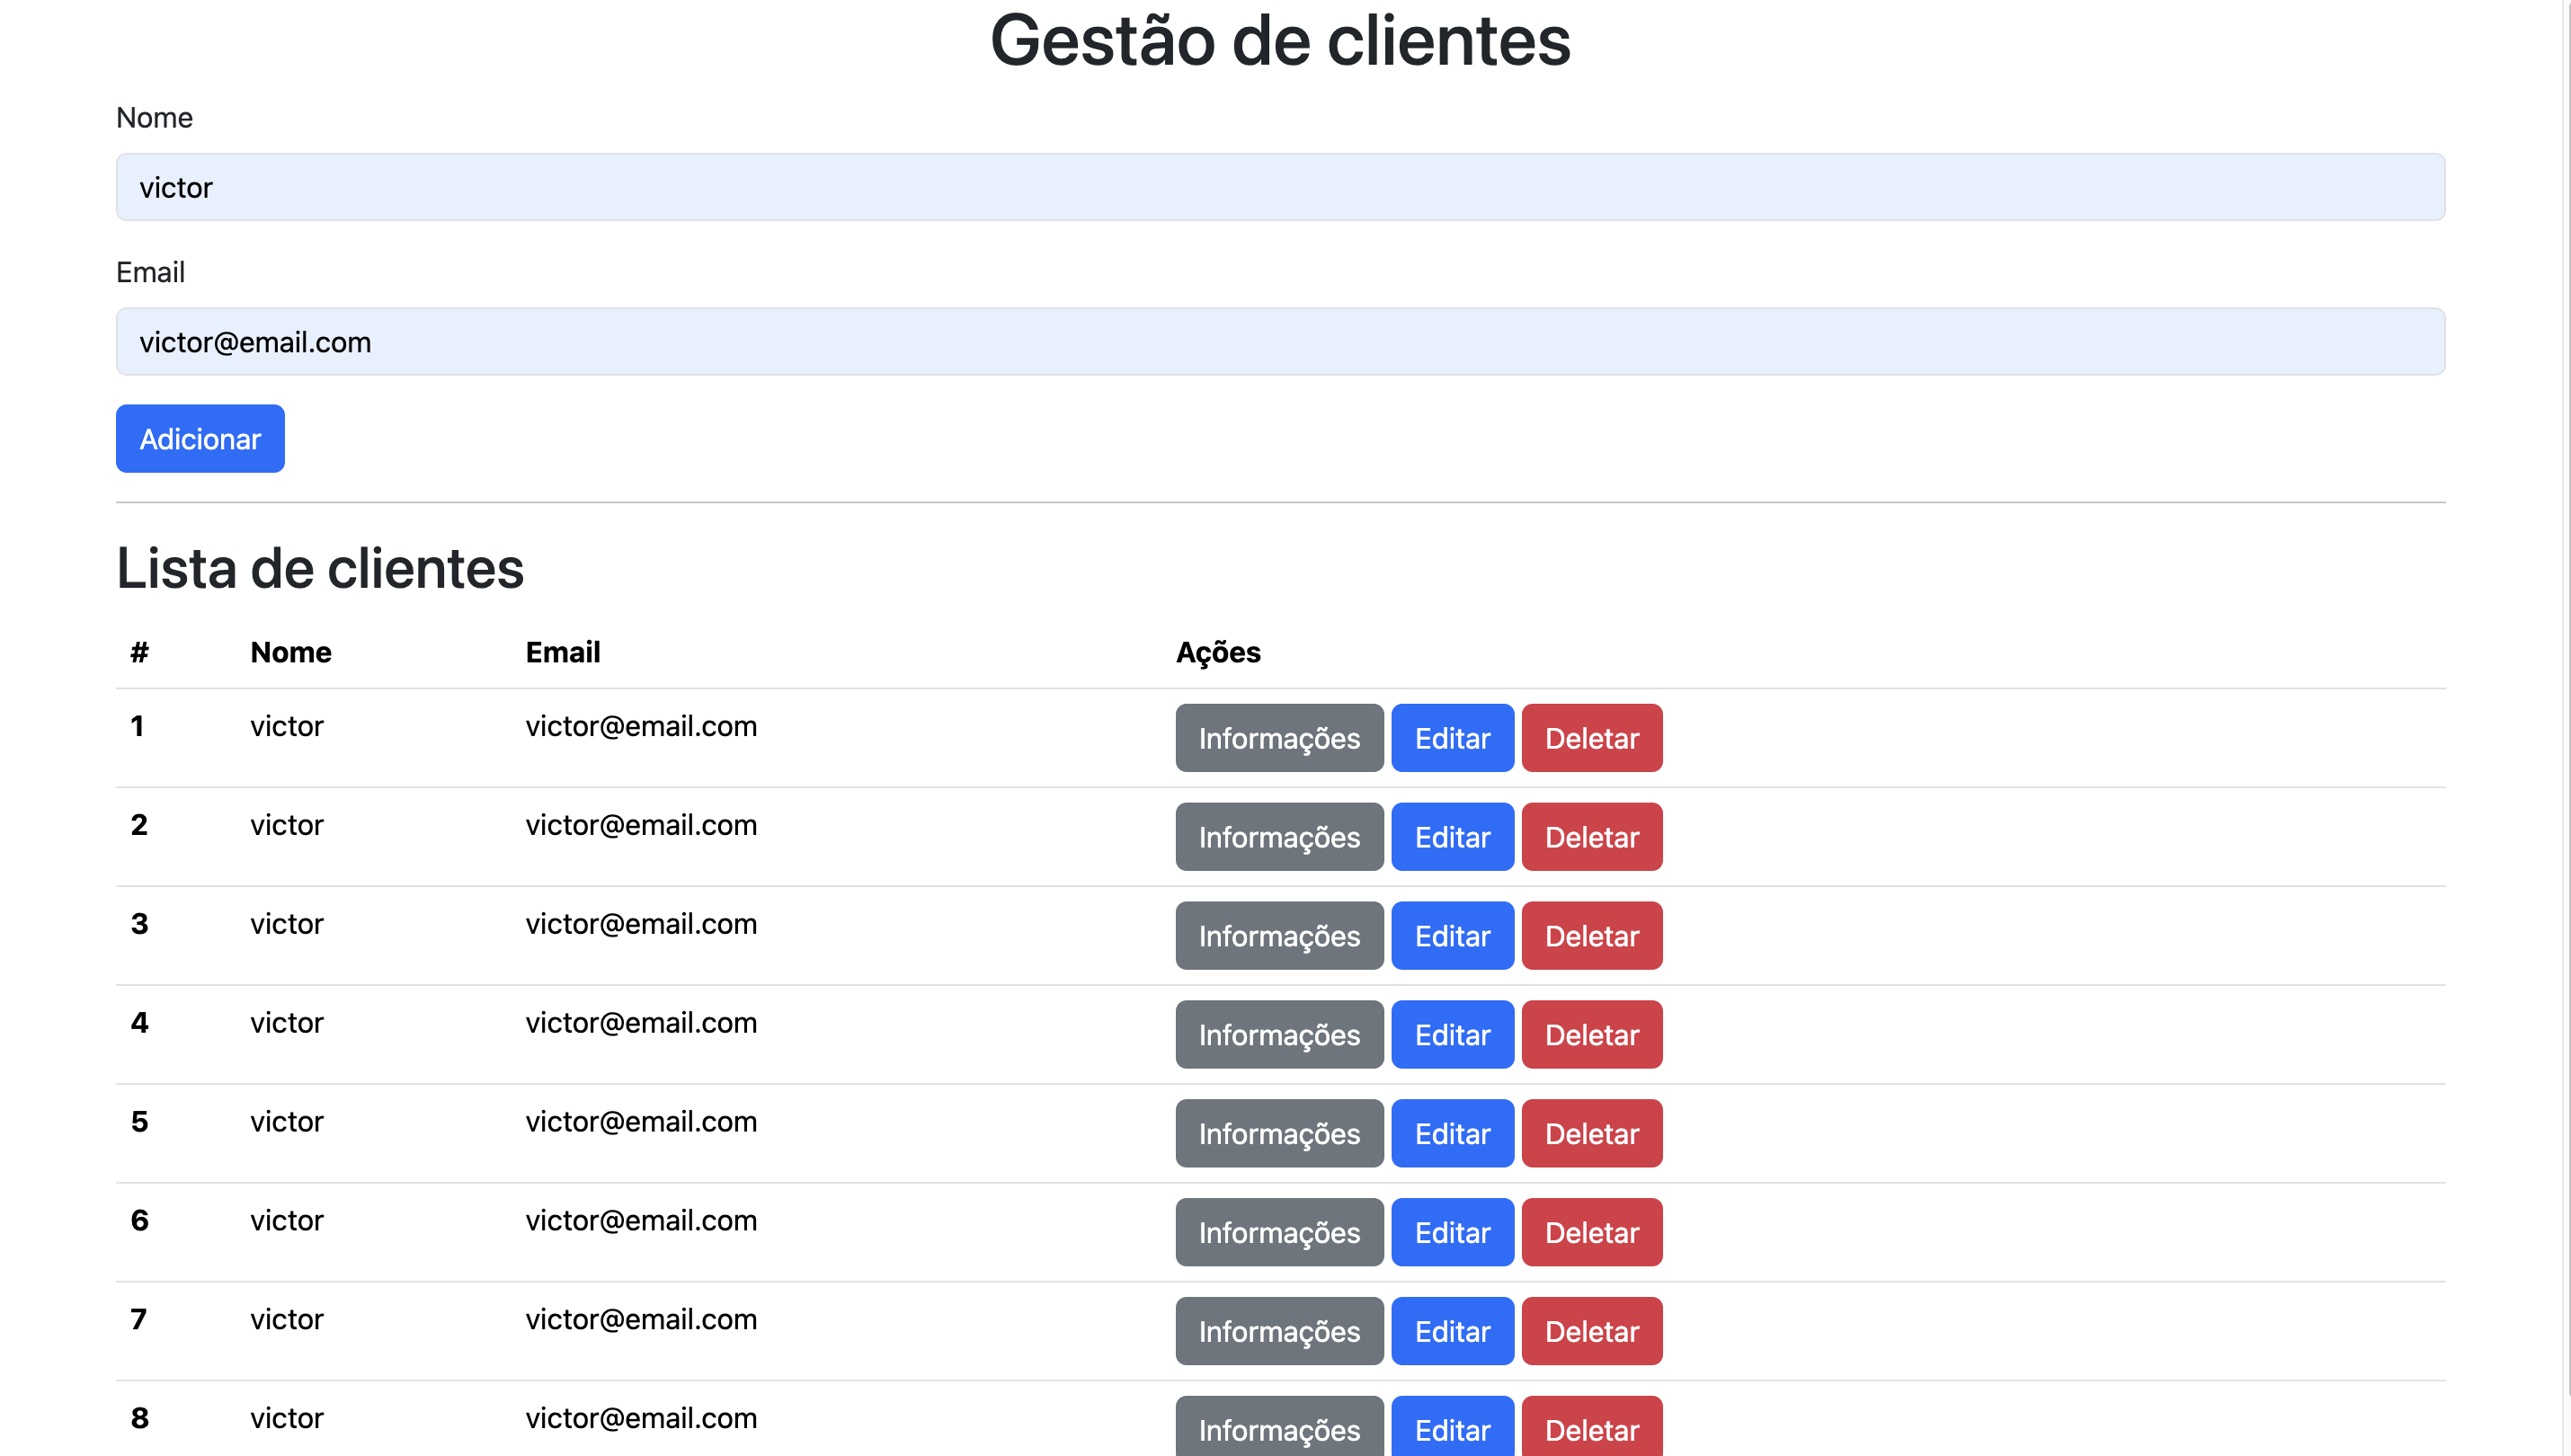 Gestão de clientes
Nome
victor
Email
victor@email.com
Adicionar
Lista de clientes
# Nome Email Ações
1 victor victor@email.com Informações Editar Deletar
2 victor victor@email.com Informações Editar Deletar
3 victor victor@email.com Informações Editar Deletar
4 victor victor@email.com Informações Editar Deletar
5 victor victor@email.com Informações Editar Deletar
6 victor victor@email.com Informações Editar Deletar
7 victor victor@email.com Informações Editar Deletar
8 victor victor@email.com Informações Editar Deletar